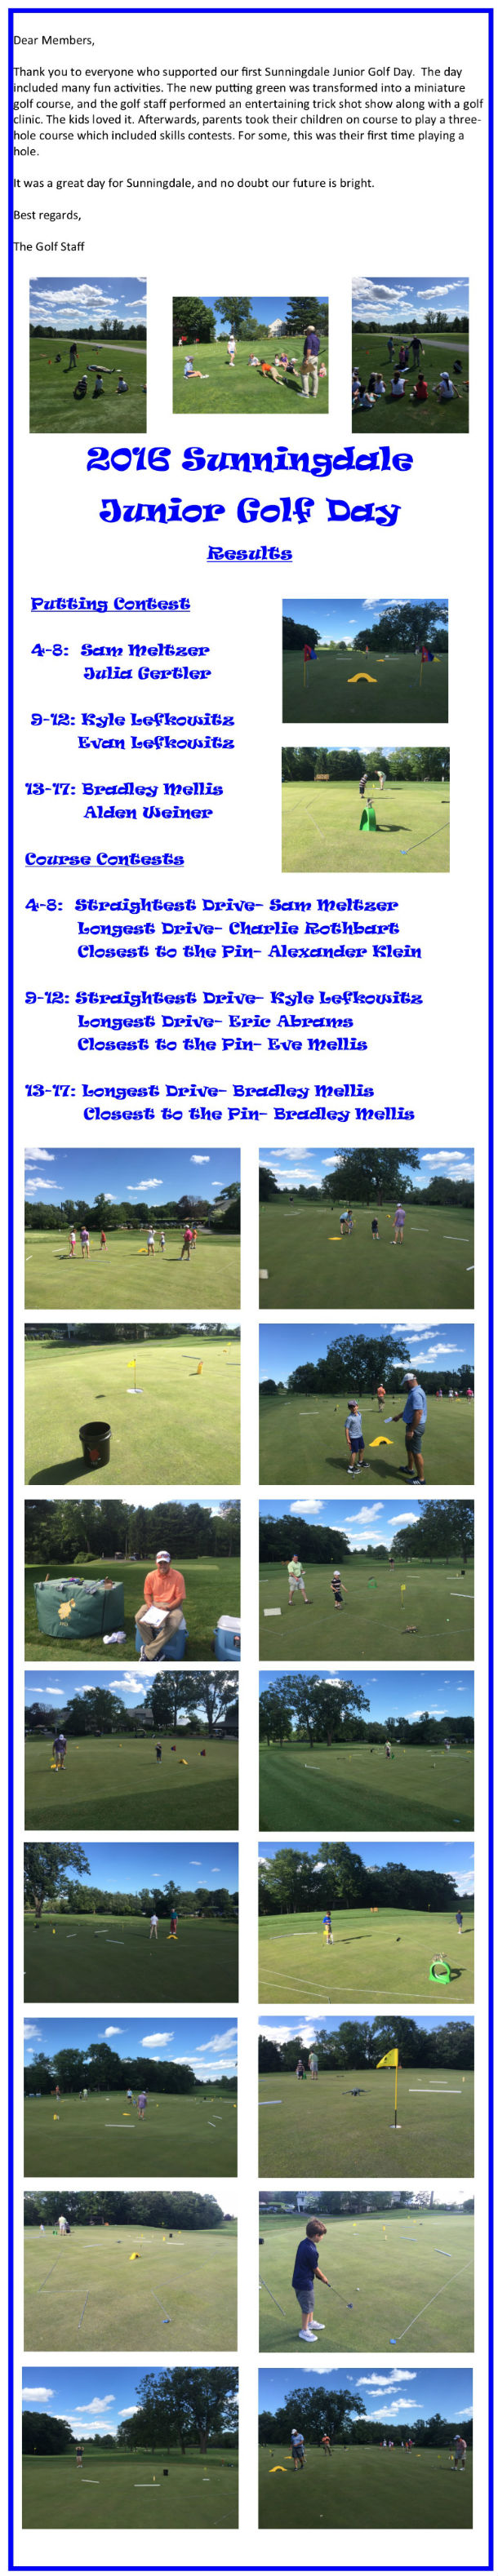 Dear Members,
Thank you to everyone who supported our first Sunningdale Junior Golf Day.  The day
included many fun activities. The new putting green was transformed into a miniature
golf course, and the golf staff performed an entertaining trick shot show along with a golf
clinic. The kids loved it. Afterwards, parents took their children on course to play a three-
hole course which included skills contests. For some, this was their first time playing a
hole.
It was a great day for Sunningdale, and no doubt our future is bright.
Best regards,
The Golf Staff
2016 Sunningdale
Junior Golf Day
Results
Putting Contest
4-8:  Sam Meltzer
Julia Gertler
9-12: Kyle Lefkowitz
Evan Lefkowitz
13-17: Bradley Mellis
Alden Weiner
Course Contests
4-8:  Straightest Drive- Sam Meltzer
Longest Drive- Charlie Rothbart
Closest to the Pin- Alexander Klein
9-12: Straightest Drive- Kyle Lefkowitz
Longest Drive- Eric Abrams
Closest to the Pin- Eve Mellis
13-17: Longest Drive- Bradley Mellis
Closest to the Pin- Bradley Mellis